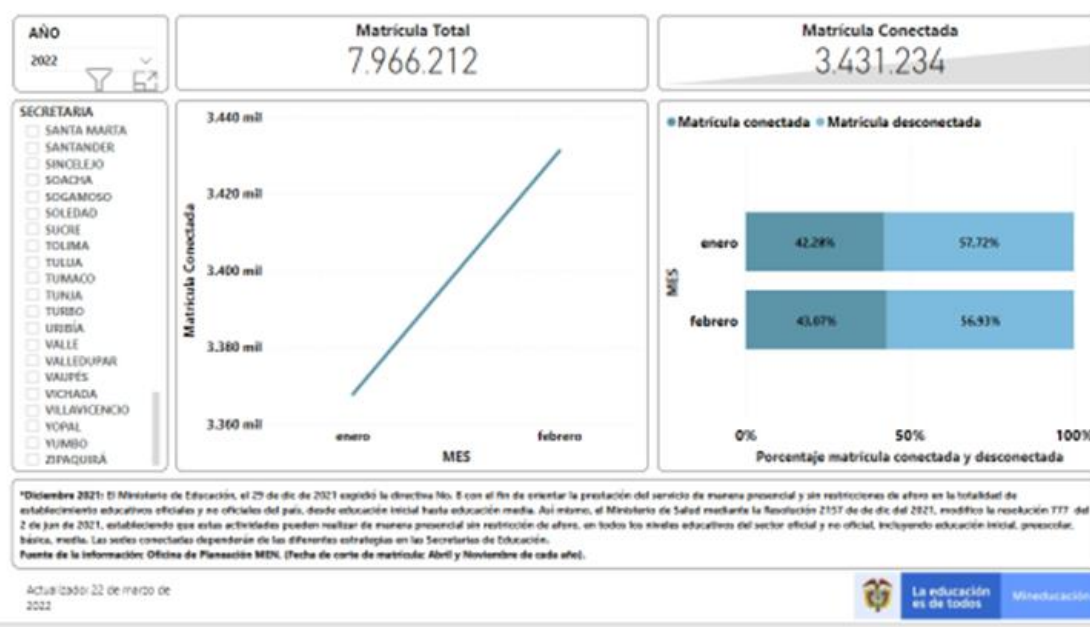 AÑO
2022
Matrícula Total
7.966.212
Matrícula Conectada
3.431.234
SECRETARIA
SANTA MARTA
SANTANDER
SINCELEJO
SOACHA
SOGAMOSO
SOLEDAD
SUCRE
TOLIMA
TULUA
TUMACO
TUNJA
TURBO
URIBÍA
VALLE
VALLEDUPAR
VAUPÉS
VICHADA
VILLAVICENCIO
YOPAL
YUMBO
ZIPAQUIRÁ
Matrícula Conectada
3.440 mil
3.420 mil
3.400 mil
3.380 mil
3.360 mil
enero febrero
MES
Matrícula conectada Matrícula desconectada
MES
enero 42.28% 57.72%
febrero 43.07% 56.93%
0% 50% 100%
Porcentaje matrícula conectada y desconectada
*Diciembre 2021: El Ministerio de Educación, el 29 de dic de 2021 expidió la directiva No. 8 con el fin de orientar la prestación del servicio de manera presencial y sin restricciones de aforo en la totalidad de
establecimiento educativos oficiales y no oficiales del país, desde educación inicial hasta educación media. Así mismo, el Ministerio de Salud mediante la Resolución 2157 de de dic del 2021, modifico la resolución 777 del
2 de jun de 2021, estableciendo que estas actividades pueden realizar de manera presencial sin restricción de aforo, en todos los niveles educativos del sector oficial y no oficial, incluyendo educación inicial, preescolar,
básica, media. Las sedes conectadas dependerán de las diferentes estrategias en las Secretarías de Educación.
Fuente de la información: Oficina de Planeación MEN. (Fecha de corte de matrícula: Abril y Noviembre de cada año).
Actualizado: 22 de marzo de
2022
La educación
es de todos
Mineducación